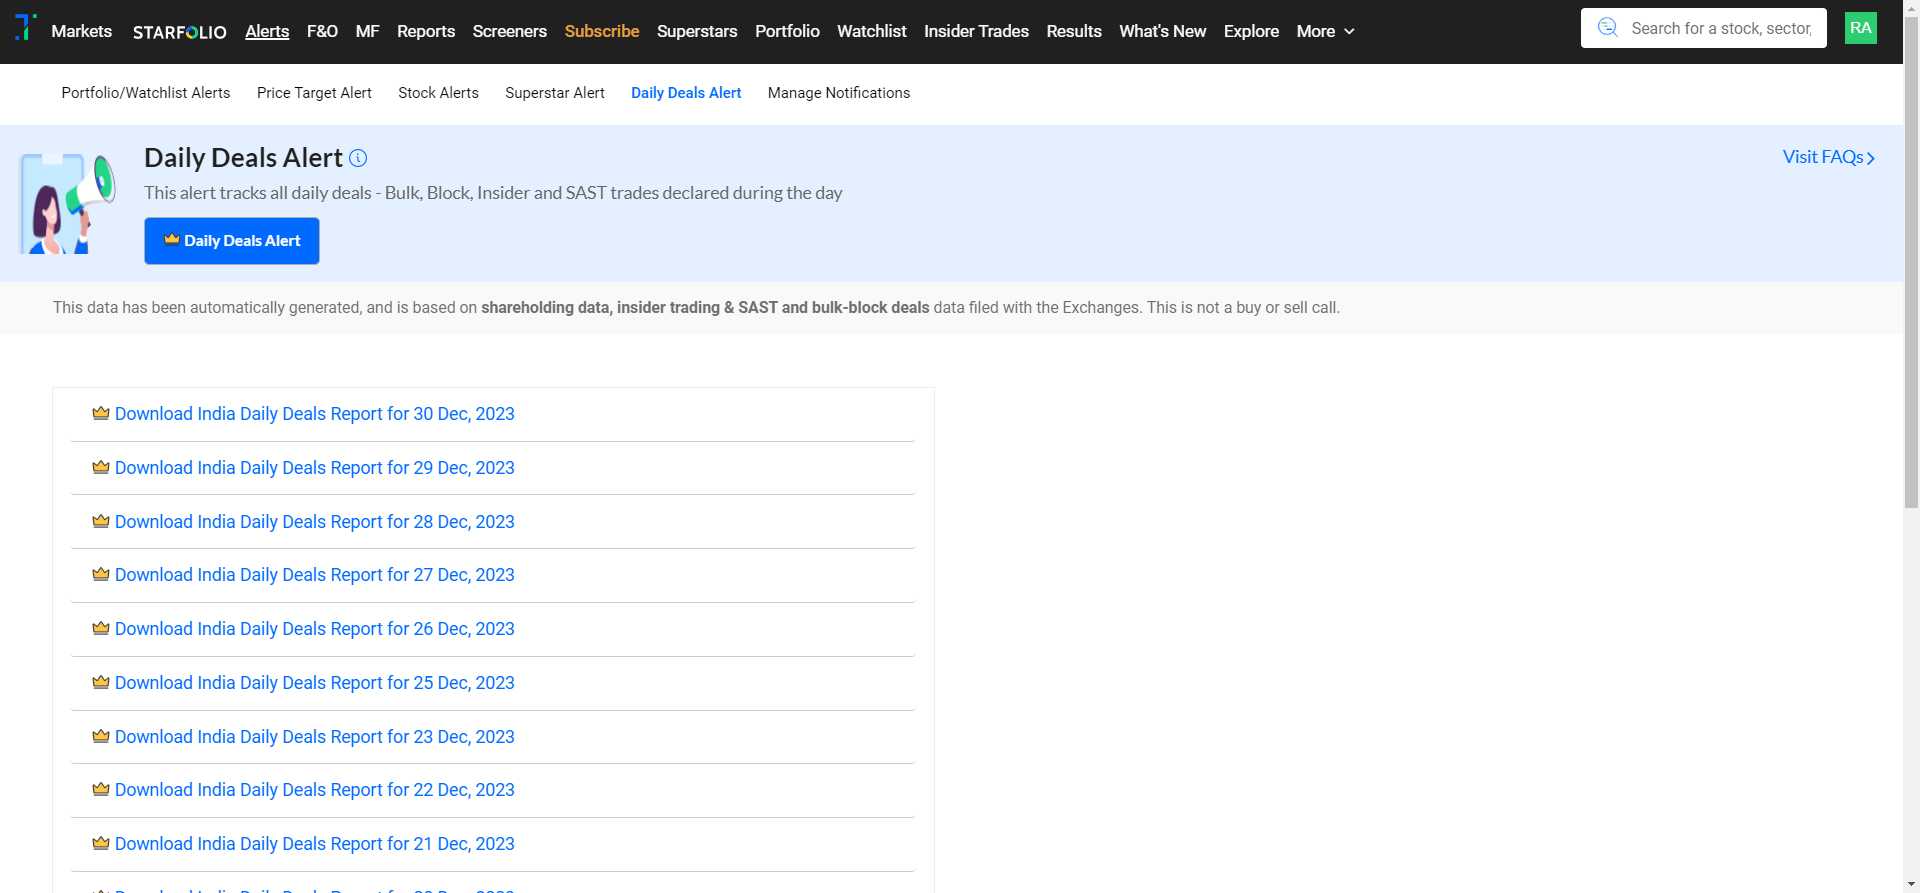 Markets STARFOLIO Alerts F&O MF Reports Screeners Subscribe Superstars Portfolio Watchlist Insider Trades Results What's New Explore More Search for a stock, sector, RA
Portfolio/Watchlist Alerts Price Target Alert Stock Alerts Superstar Alert Daily Deals Alert Manage Notifications
Daily Deals Alert
Visit FAQs
This alert tracks all daily deals - Bulk, Block, Insider and SAST trades declared during the day
Daily Deals Alert
This data has been automatically generated, and is based on shareholding data, insider trading & SAST and bulk-block deals data filed with the Exchanges. This is not a buy or sell call.
Download India Daily Deals Report for 30 Dec, 2023
Download India Daily Deals Report for 29 Dec, 2023
Download India Daily Deals Report for 28 Dec, 2023
Download India Daily Deals Report for 27 Dec, 2023
Download India Daily Deals Report for 26 Dec, 2023
Download India Daily Deals Report for 25 Dec, 2023
Download India Daily Deals Report for 23 Dec, 2023
Download India Daily Deals Report for 22 Dec, 2023
Download India Daily Deals Report for 21 Dec, 2023